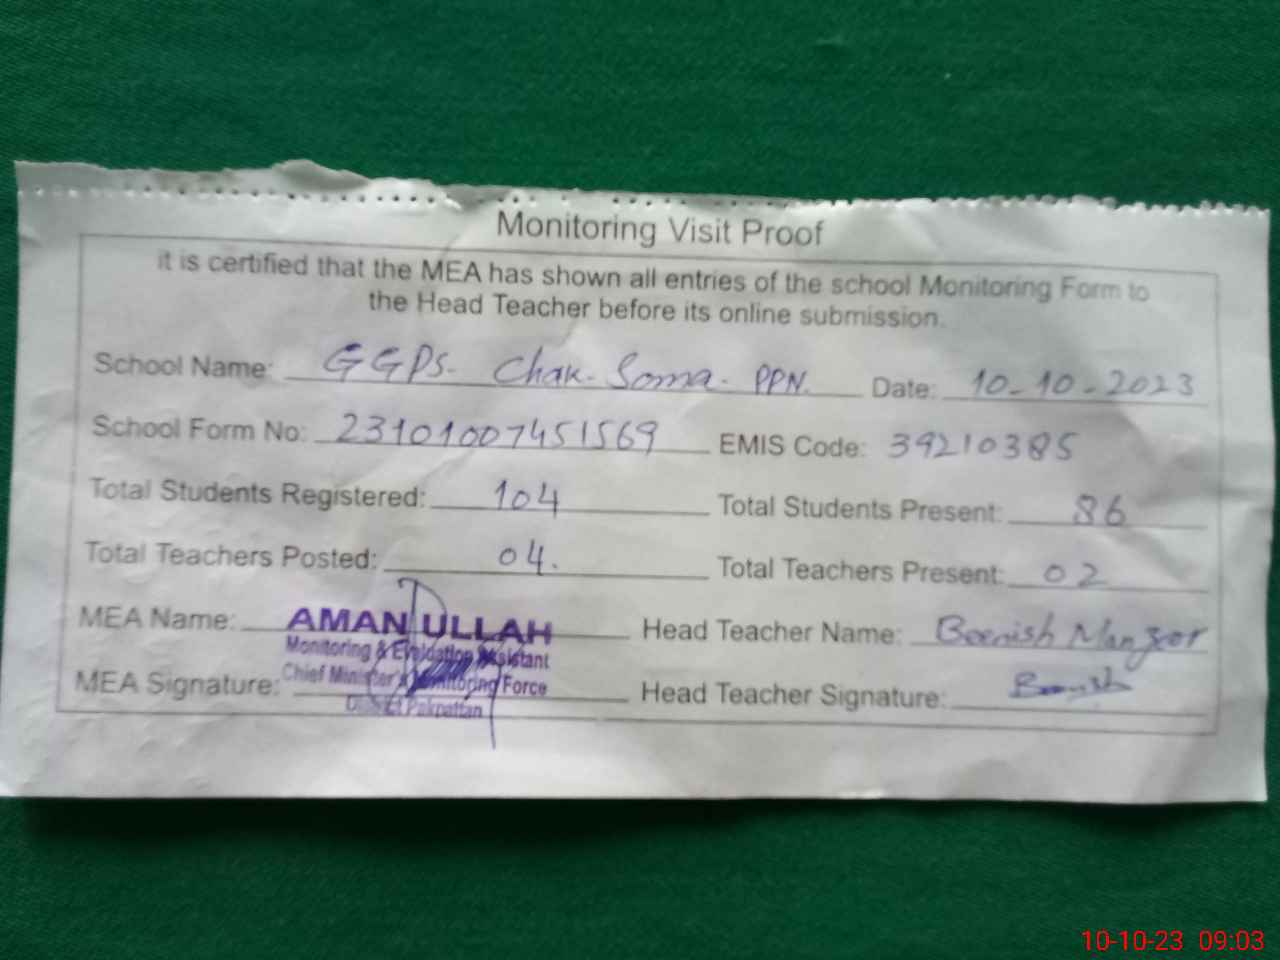 Monitoring Visit Proof
it is certified that the MEA has shown all entries of the school Monitoring Form to
the Head Teacher before its online submission.
School Name: GGPS. Chak. Soma. PPN. Date: 10-10-2023
School Form No: 23101007451569 EMIS Code: 39210385
Total Students Registered: 104 Total Students Present: 86
Total Teachers Posted: 04. Total Teachers Present: 02
MEA Name: AMAN ULLAH Head Teacher Name: Beenish Manzoor
Monitoring & Evaluation Assistant
Chief Minister's Monitoring Force
MEA Signature: Head Teacher Signature: Beenish
District Pakpattan
10-10-23 09:03